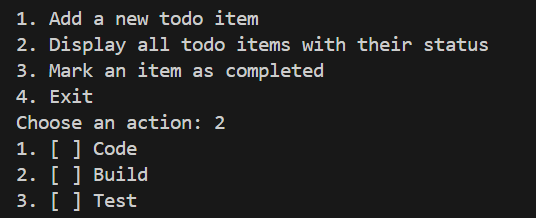 1. Add a new todo item
2. Display all todo items with their status
3. Mark an item as completed
4. Exit
Choose an action: 2
1. [ ] Code
2. [ ] Build
3. [ ] Test